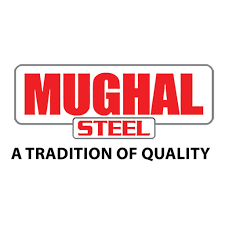 MUGHAL
STEEL
A TRADITION OF QUALITY